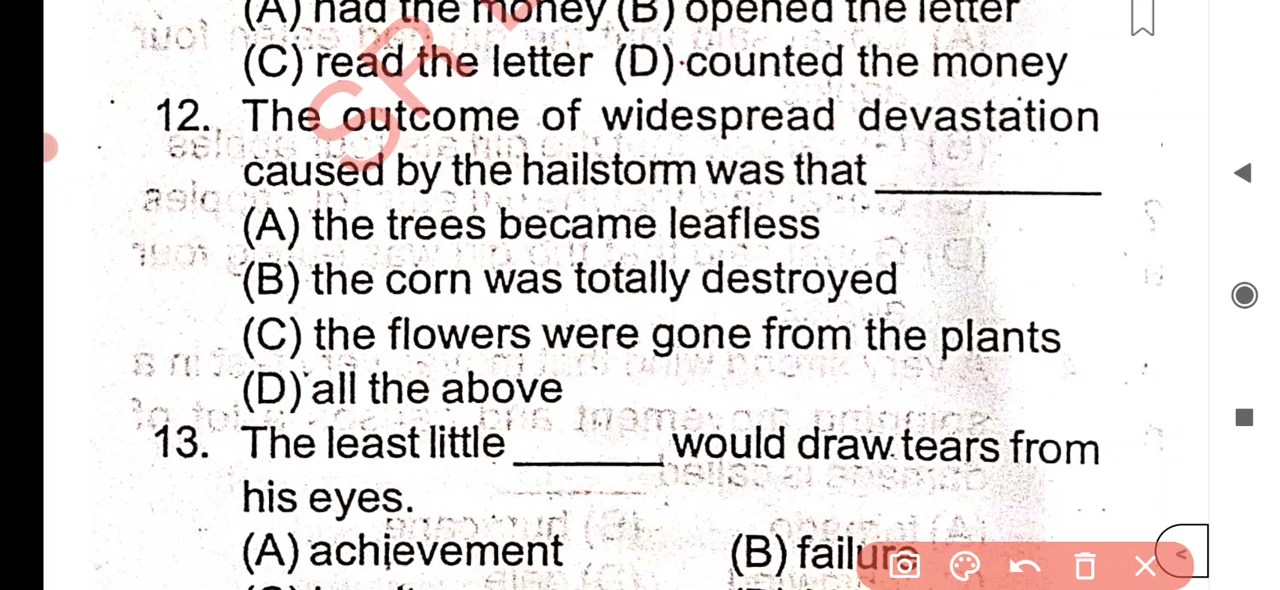 (A) had the money (B) opened the letter
(C) read the letter (D) counted the money
12. The outcome of widespread devastation
caused by the hailstorm was that ________
(A) the trees became leafless
(B) the corn was totally destroyed
(C) the flowers were gone from the plants
(D) all the above
13. The least little ______ would draw tears from
his eyes.
(A) achievement (B) failure